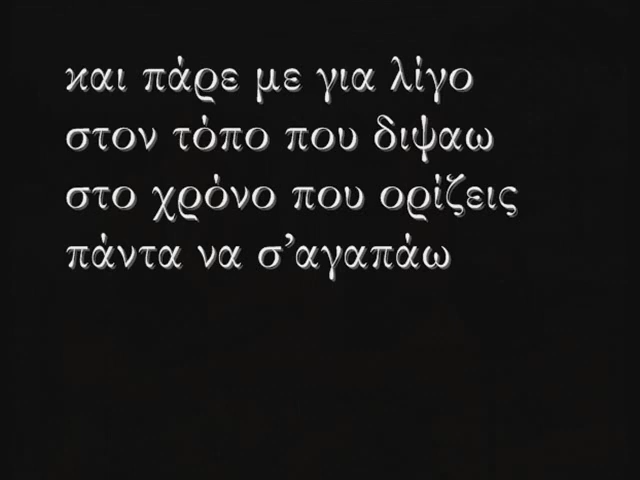 και πάρε με για λίγο
στον τόπο που διψαω
στο χρόνο που ορίζεις
πάντα να σ’αγαπάω